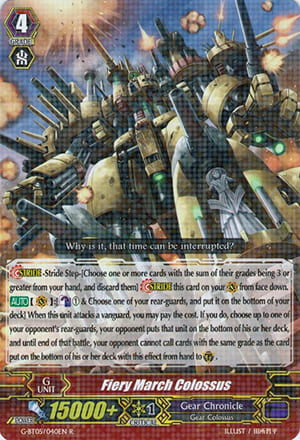 4
Why is it, that time can be interrupted?
STRIDE -Stride Step-[Choose one or more cards with the sum of their grades being 3 or
greater from your hand, and discard them] STRIDE this card on your from face down.
AUTO [ 1] 1 & Choose one of your rear-guards, and put it on the bottom of
your deck] When this unit attacks a vanguard, you may pay the cost. If you do, choose up to one of
your opponent's rear-guards, your opponent puts that unit on the bottom of his or her deck,
and until end of that battle, your opponent cannot call cards with same grade as the card
put on the bottom of his or her deck with this effect from hand to .
G UNIT
Fiery March Colossus
POWER 15000+ 1 CRITICAL
Gear Chronicle
Gear Colossus
G-BT05/040EN R
ILLUST /